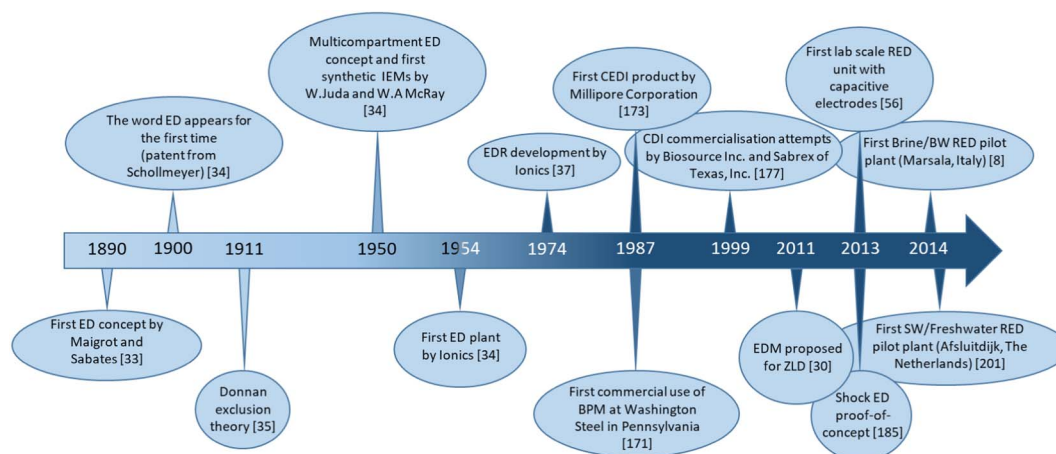 Multicompartment ED
concept and first
synthetic IEMs by
W.Juda and W.A McRay
[34]
First lab scale RED
unit with
capacitive
electrodes [56]
First CEDI product by
Millipore Corporation
[173]
The word ED appears for
the first time
(patent from
Schollmeyer) [34]
EDR development by
Ionics [37]
CDI commercialisation attempts
by Biosource Inc. and Sabrex of
Texas, Inc. [177]
First Brine/BW RED pilot
plant (Marsala, Italy) [8]
1890 1900 1911 1950 1954 1974 1987 1999 2011 2013 2014
First ED concept by
Maigrot and
Sabates [33]
Donnan
exclusion
theory [35]
First ED plant
by Ionics [34]
First commercial use of
BPM at Washington
Steel in Pennsylvania
[171]
EDM proposed
for ZLD [30]
Shock ED
proof-of-
concept [185]
First SW/Freshwater RED
pilot plant (Afsluitdijk, The
Netherlands) [201]